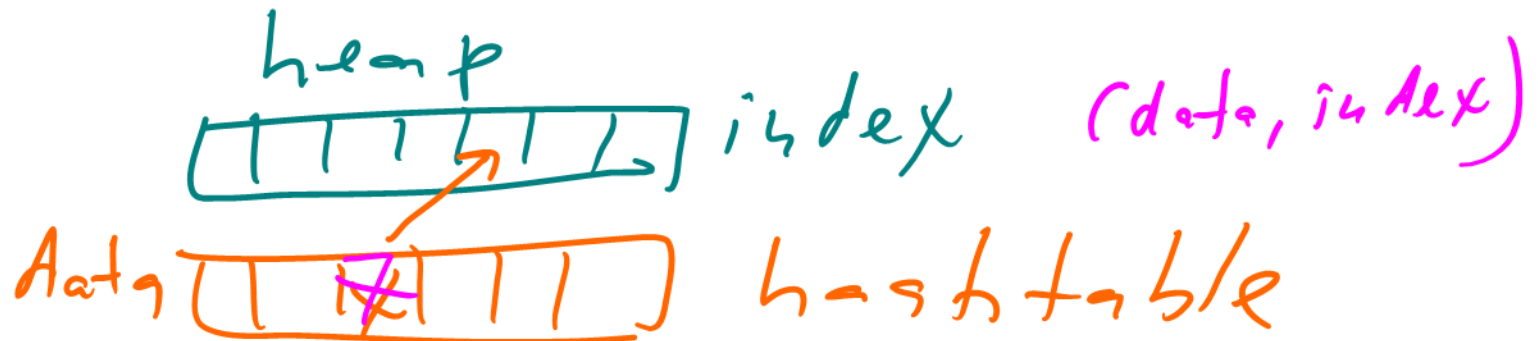 heap
index (data, index)
data hashtable